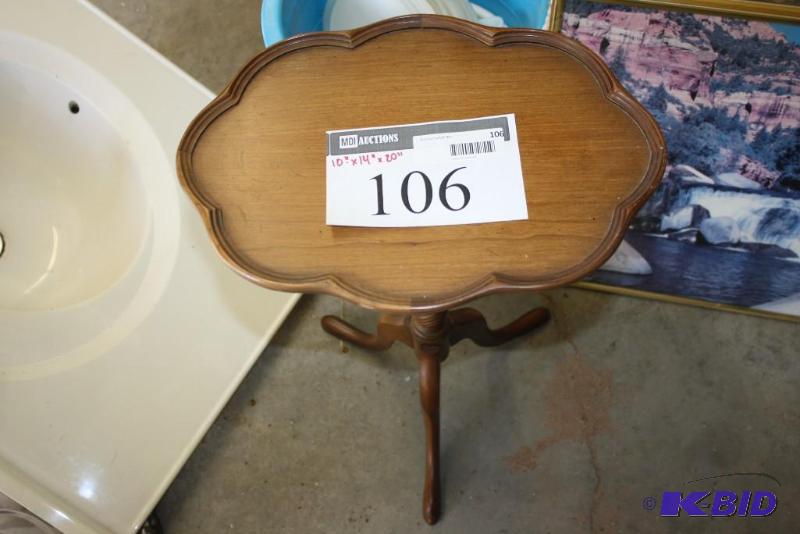 MDI AUCTIONS
106
10" x 14" x 20"
106
© K-BID